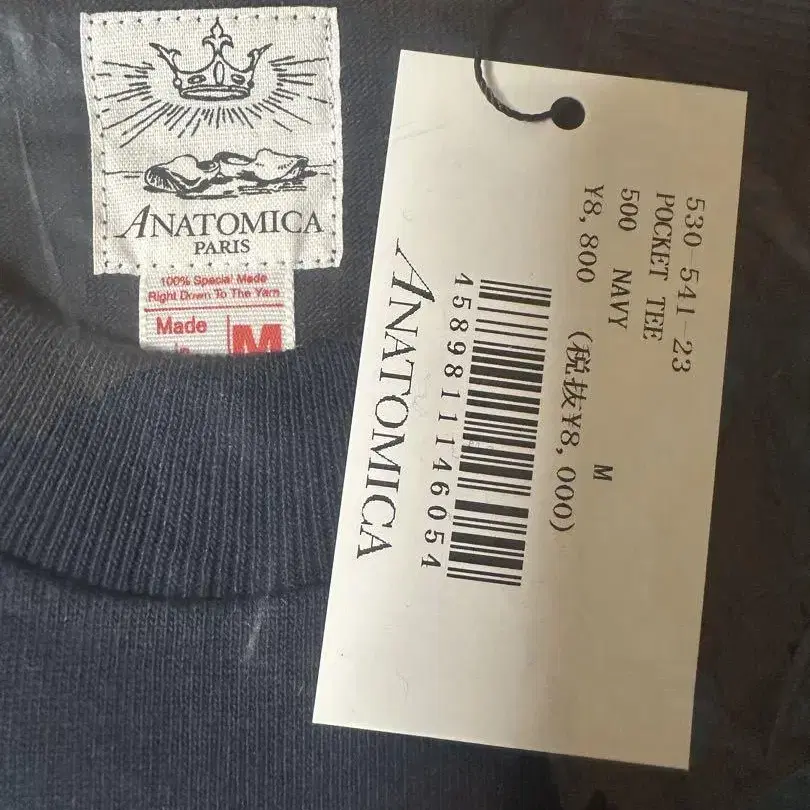 ANATOMICA
PARIS
100% Special Made
Right Down To The Yarn
Made
M
530-541-23
POCKET TEE
500 NAVY
M
¥8,800 (税抜¥8,000)
4589811146054
ANATOMICA